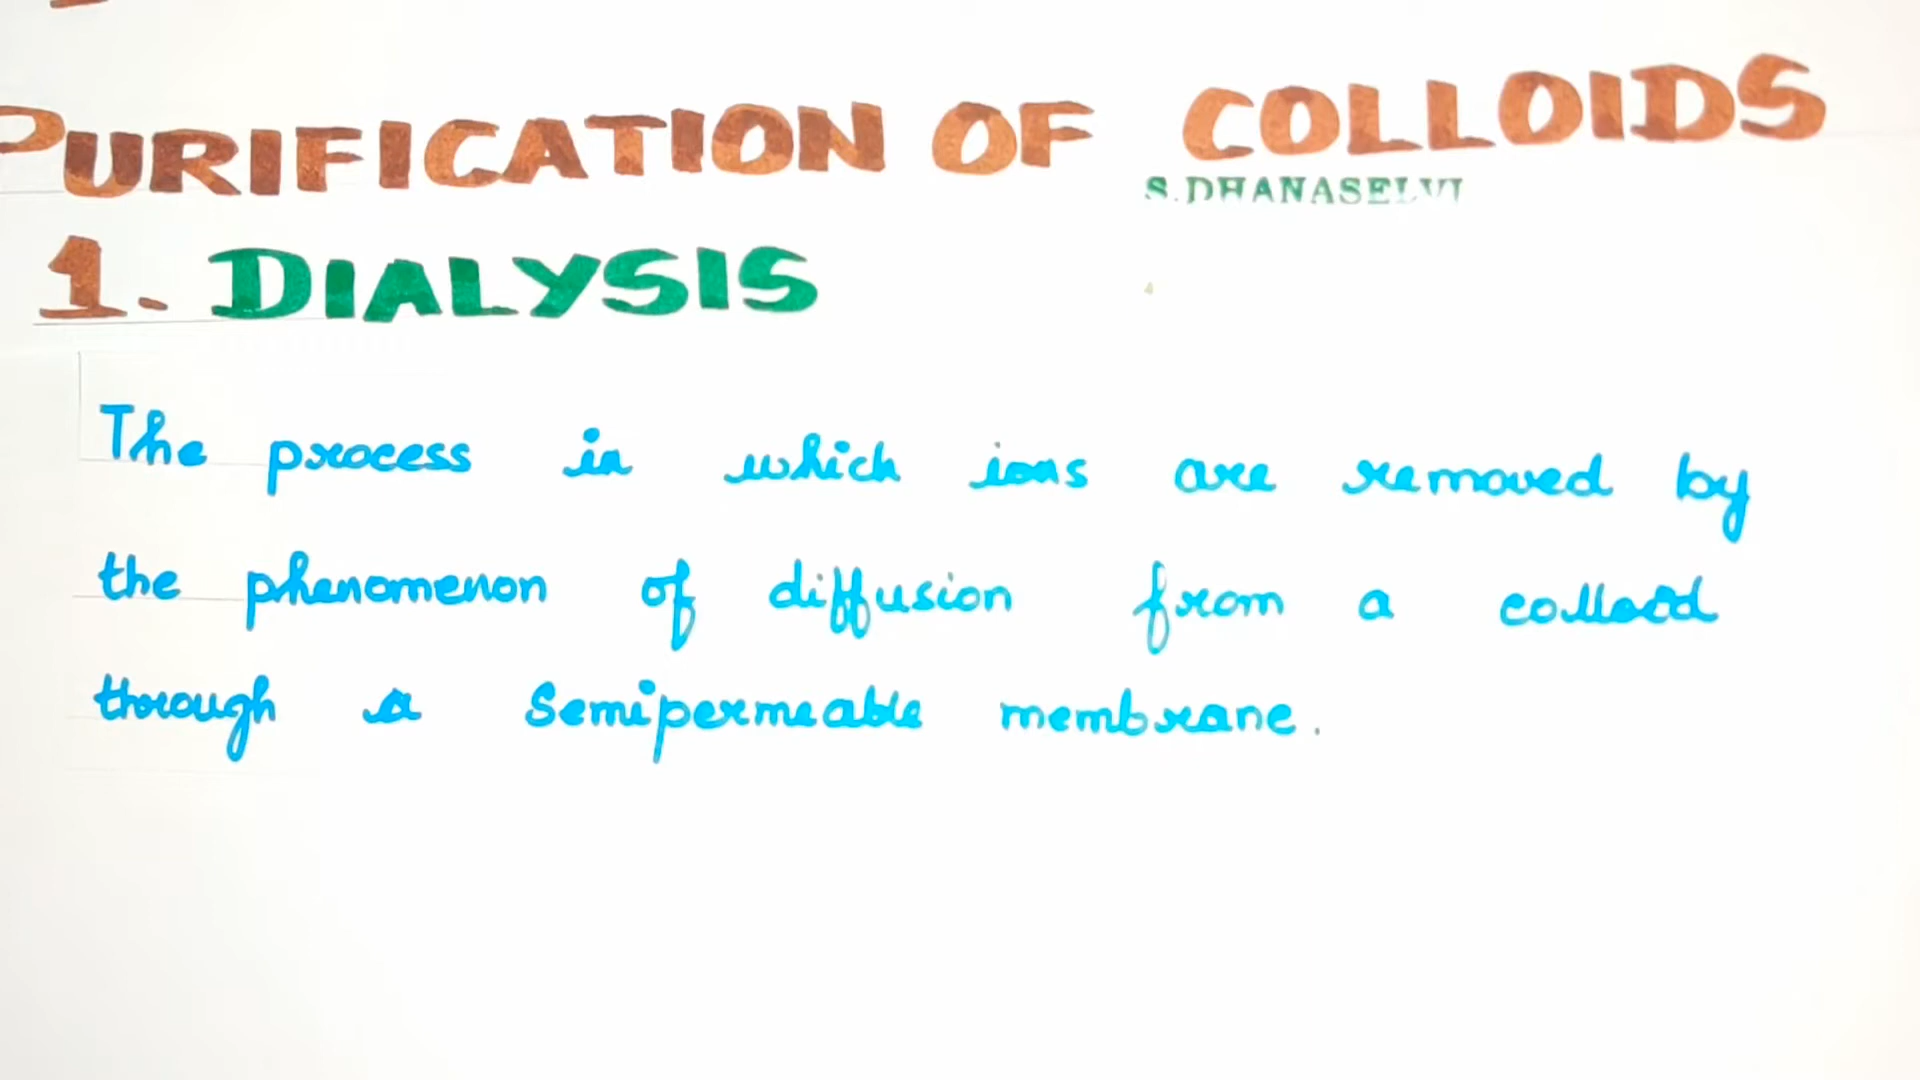 PURIFICATION OF COLLOIDS
S.DHANASELVI
1. DIALYSIS
The process in which ions are removed by
the phenomenon of diffusion from a colloid
through a Semipermeable membrane.